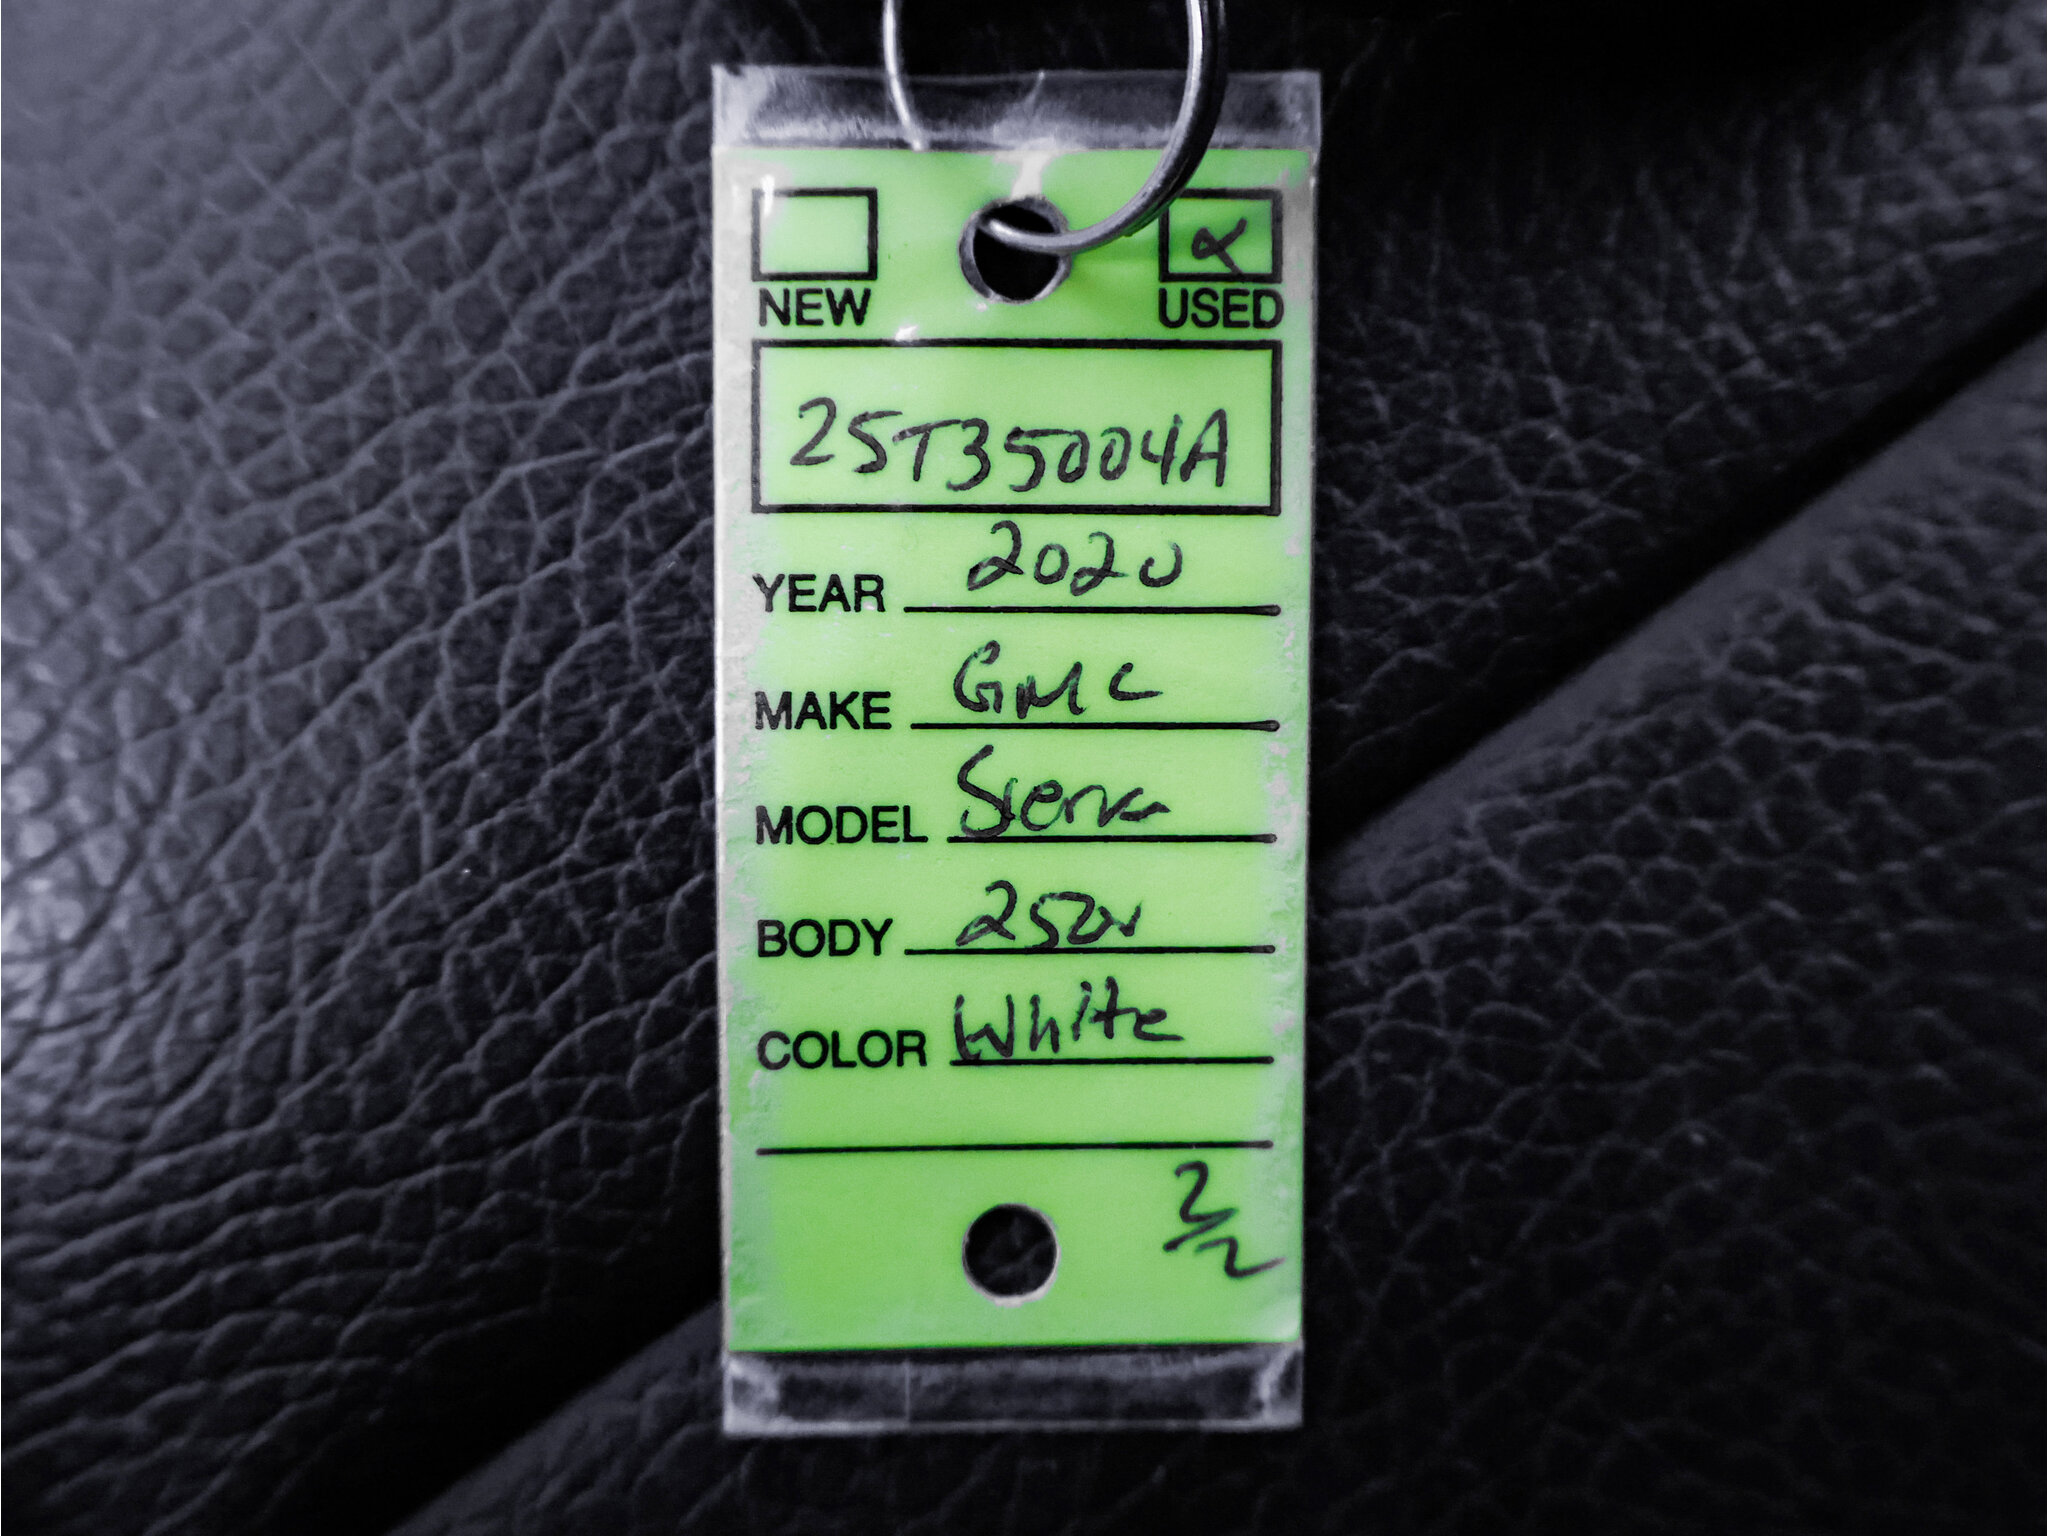 NEW USED
25T35004A
YEAR 2020
MAKE GMC
MODEL Sierra
BODY 2500
COLOR White
2/2